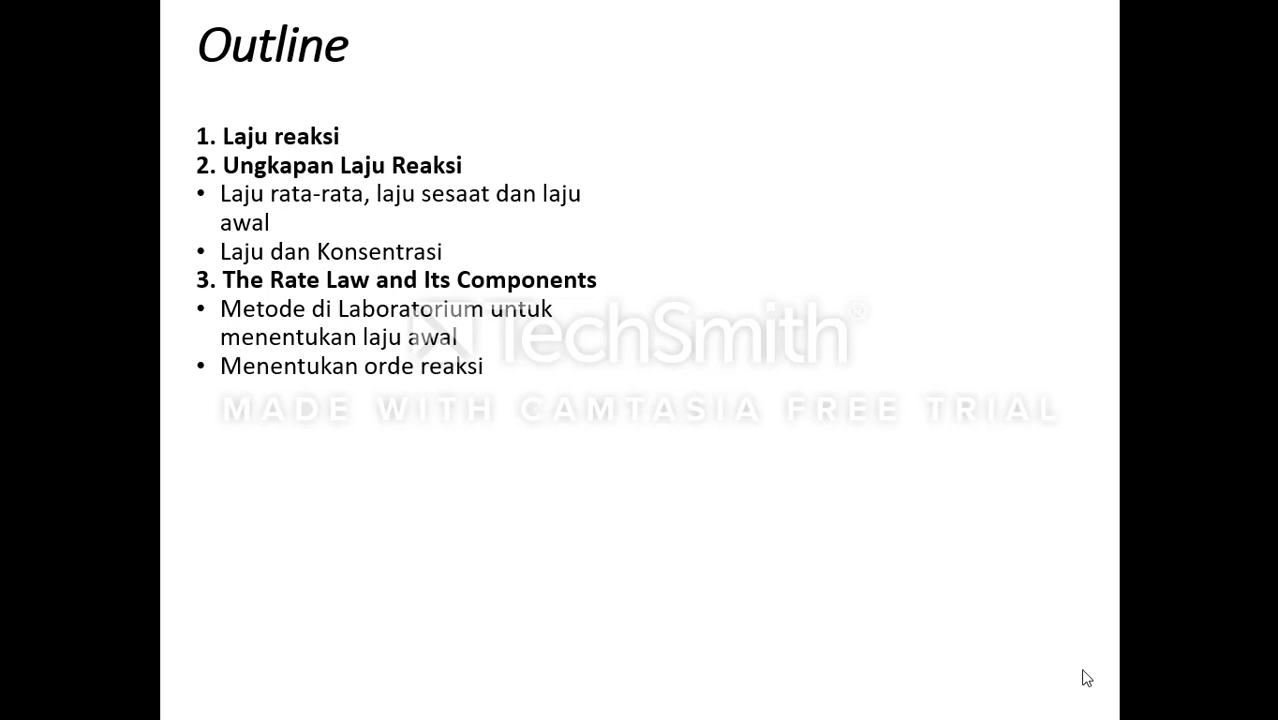 Outline
1. Laju reaksi
2. Ungkapan Laju Reaksi
• Laju rata-rata, laju sesaat dan laju
awal
• Laju dan Konsentrasi
3. The Rate Law and Its Components
• Metode di Laboratorium untuk
menentukan laju awal
• Menentukan orde reaksi
TechSmith®
MADE WITH CAMTASIA FREE TRIAL